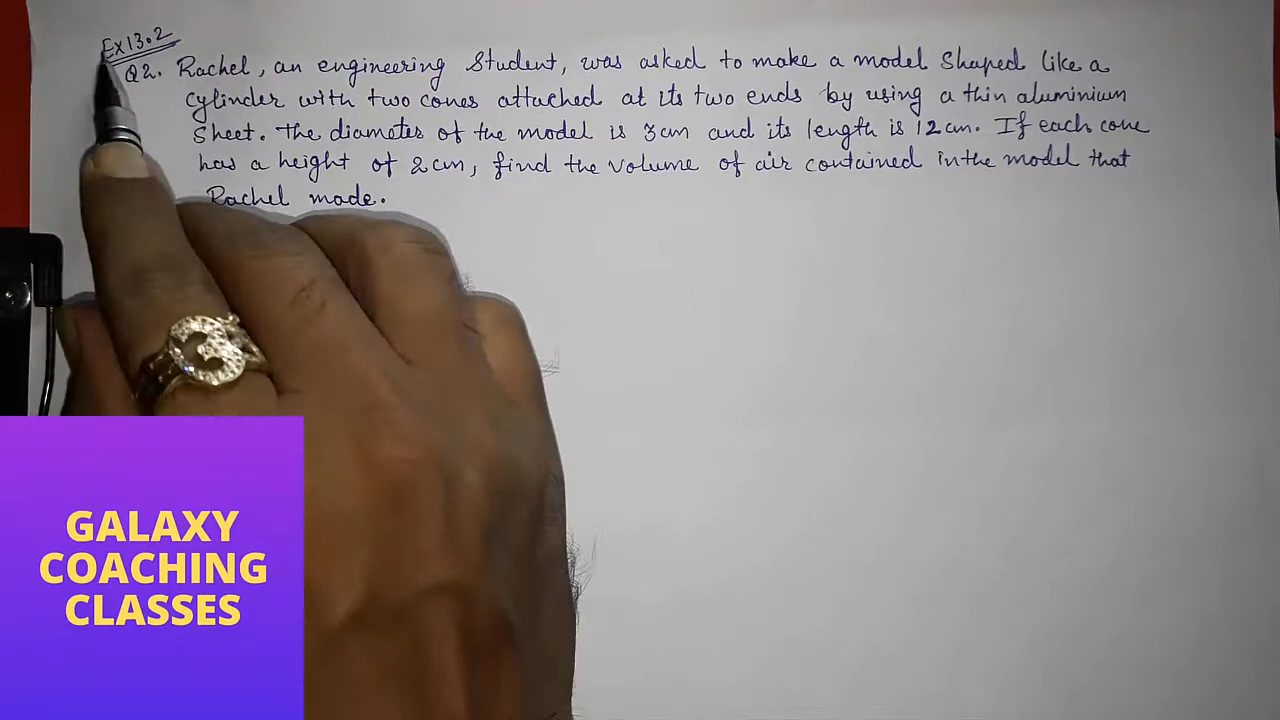 Ex 13.2
Q2. Rachel, an engineering Student, was asked to make a model Shaped like a
cylinder with two cones attached at its two ends by using a thin aluminium
Sheet. The diameter of the model is 3cm and its length is 12cm. If each cone
has a height of 2cm, find the volume of air contained in the model that
Rachel made.
GALAXY
COACHING
CLASSES